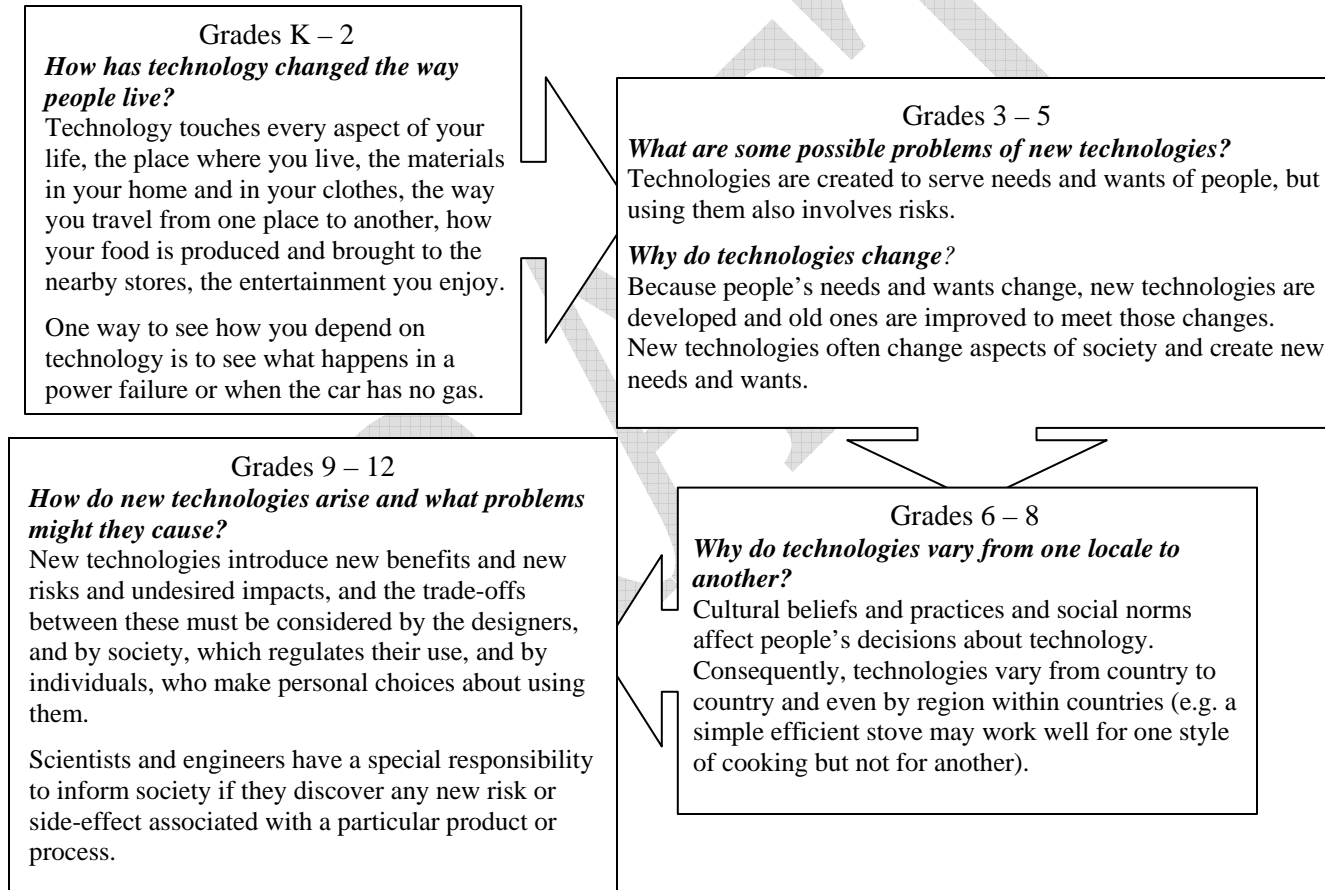 Grades K – 2
How has technology changed the way
people live?
Technology touches every aspect of your
life, the place where you live, the materials
in your home and in your clothes, the way
you travel from one place to another, how
your food is produced and brought to the
nearby stores, the entertainment you enjoy.
One way to see how you depend on
technology is to see what happens in a
power failure or when the car has no gas.
Grades 3 – 5
What are some possible problems of new technologies?
Technologies are created to serve needs and wants of people, but
using them also involves risks.
Why do technologies change?
Because people’s needs and wants change, new technologies are
developed and old ones are improved to meet those changes.
New technologies often change aspects of society and create new
needs and wants.
Grades 6 – 8
Why do technologies vary from one locale to
another?
Cultural beliefs and practices and social norms
affect people’s decisions about technology.
Consequently, technologies vary from country to
country and even by region within countries (e.g. a
simple efficient stove may work well for one style
of cooking but not for another).
Grades 9 – 12
How do new technologies arise and what problems
might they cause?
New technologies introduce new benefits and new
risks and undesired impacts, and the trade-offs
between these must be considered by the designers,
and by society, which regulates their use, and by
individuals, who make personal choices about using
them.
Scientists and engineers have a special responsibility
to inform society if they discover any new risk or
side-effect associated with a particular product or
process.